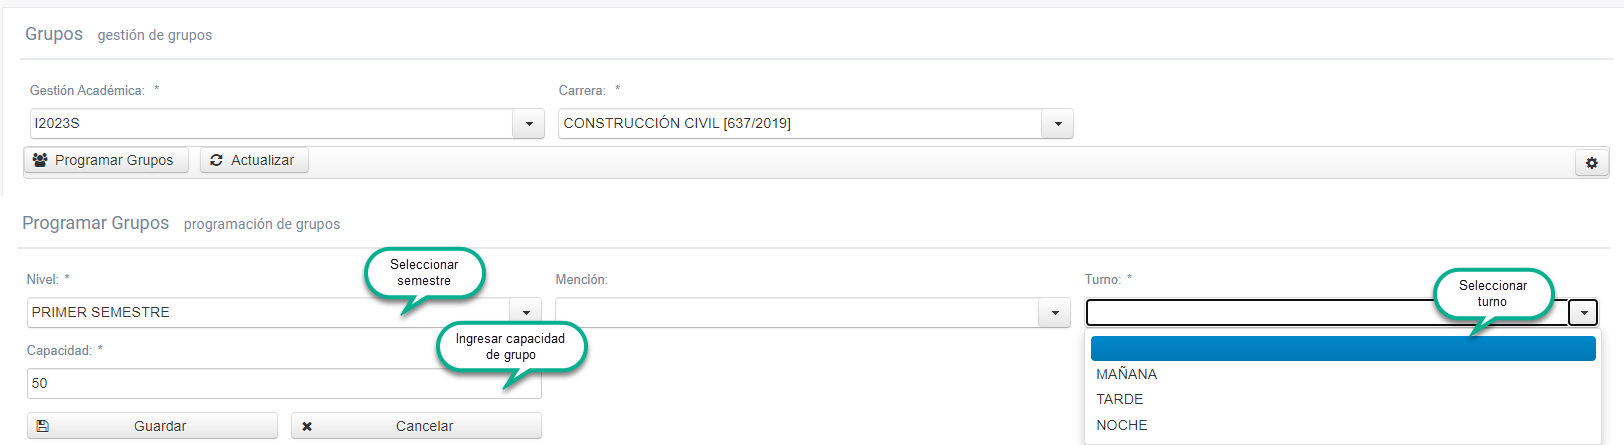 Grupos gestión de grupos
Gestión Académica: * Carrera: *
I2023S CONSTRUCCIÓN CIVIL [637/2019]
Programar Grupos Actualizar
Programar Grupos programación de grupos
Seleccionar
semestre
Nivel: * Mención: Turno: *
Seleccionar
turno
PRIMER SEMESTRE
Ingresar capacidad
de grupo
Capacidad: *
50
MAÑANA
TARDE
NOCHE
Guardar Cancelar